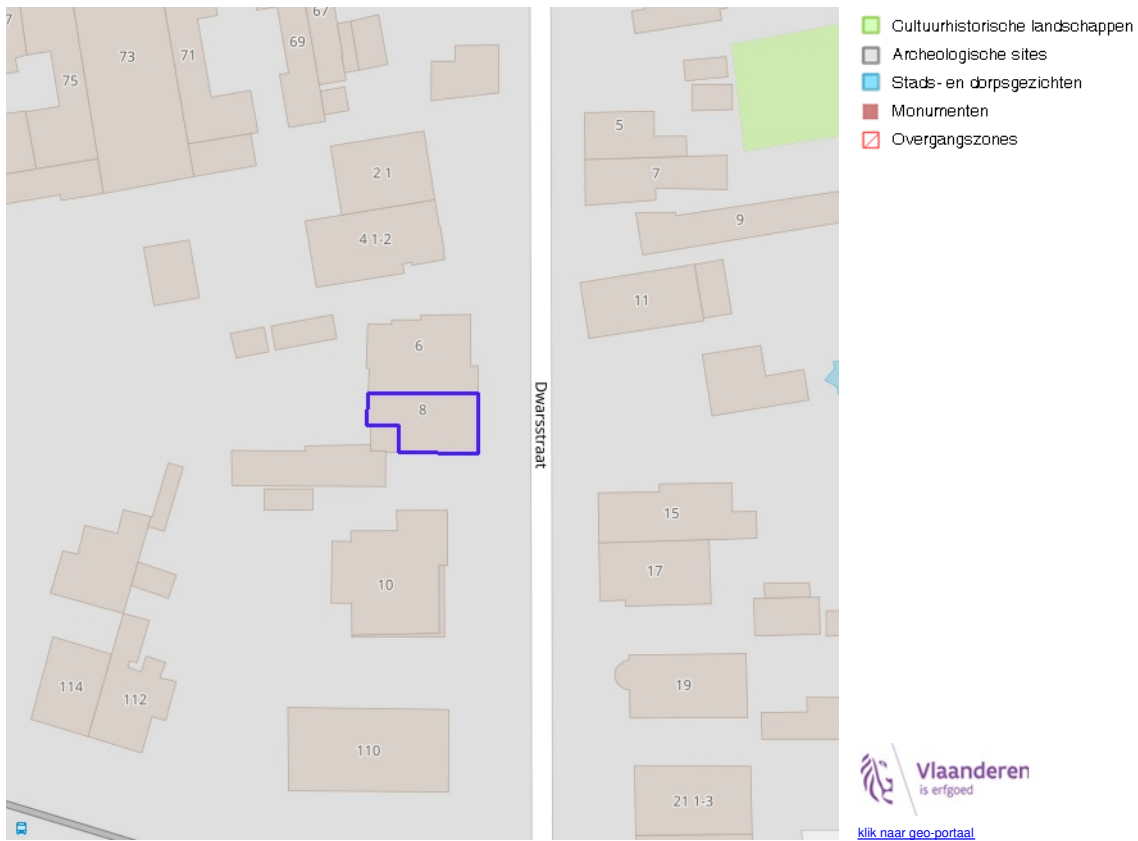 67
73
69
71
75
5
2 1
7
4 1-2
9
11
6
8
Dwarsstraat
15
17
10
114
112
19
110
21 1-3
Cultuurhistorische landschappen
Archeologische sites
Stads- en dorpsgezichten
Monumenten
Overgangszones
Vlaanderen
is erfgoed
klik naar geo-portaal